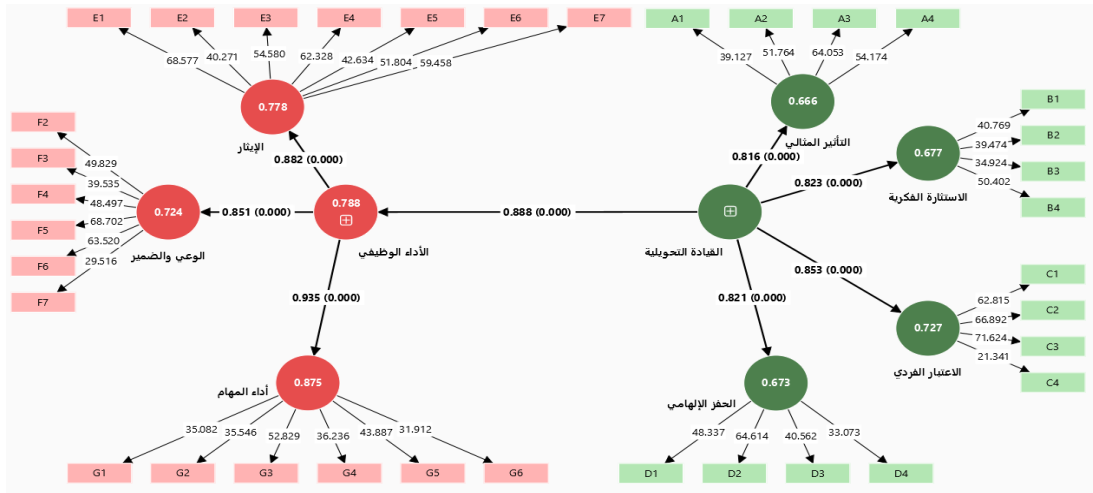 E1 E2 E3 E4 E5 E6 E7 A1 A2 A3 A4
68.577 40.271 54.580 62.328 42.634 51.804 59.458
39.127 51.764 64.053 54.174
0.778
الإيثار
0.666
التأثير المثالي
B1
B2
B3
B4
40.769
39.474
34.924
50.402
0.677
الاستثارة الفكرية
F2
F3
F4
F5
F6
F7
49.829
39.535
48.497
68.702
63.520
29.516
0.724
الوعي والضمير
0.882 (0.000)
0.851 (0.000)
0.788
الأداء الوظيفي
0.888 (0.000)
القيادة التحويلية
0.816 (0.000)
0.823 (0.000)
0.853 (0.000)
0.821 (0.000)
0.935 (0.000)
C1
C2
C3
C4
62.815
66.892
71.624
21.341
0.727
الاعتبار الفردي
0.875
أداء المهام
0.673
الحفز الإلهامي
35.082 35.546 52.829 36.236 43.887 31.912
48.337 64.614 40.562 33.073
G1 G2 G3 G4 G5 G6 D1 D2 D3 D4